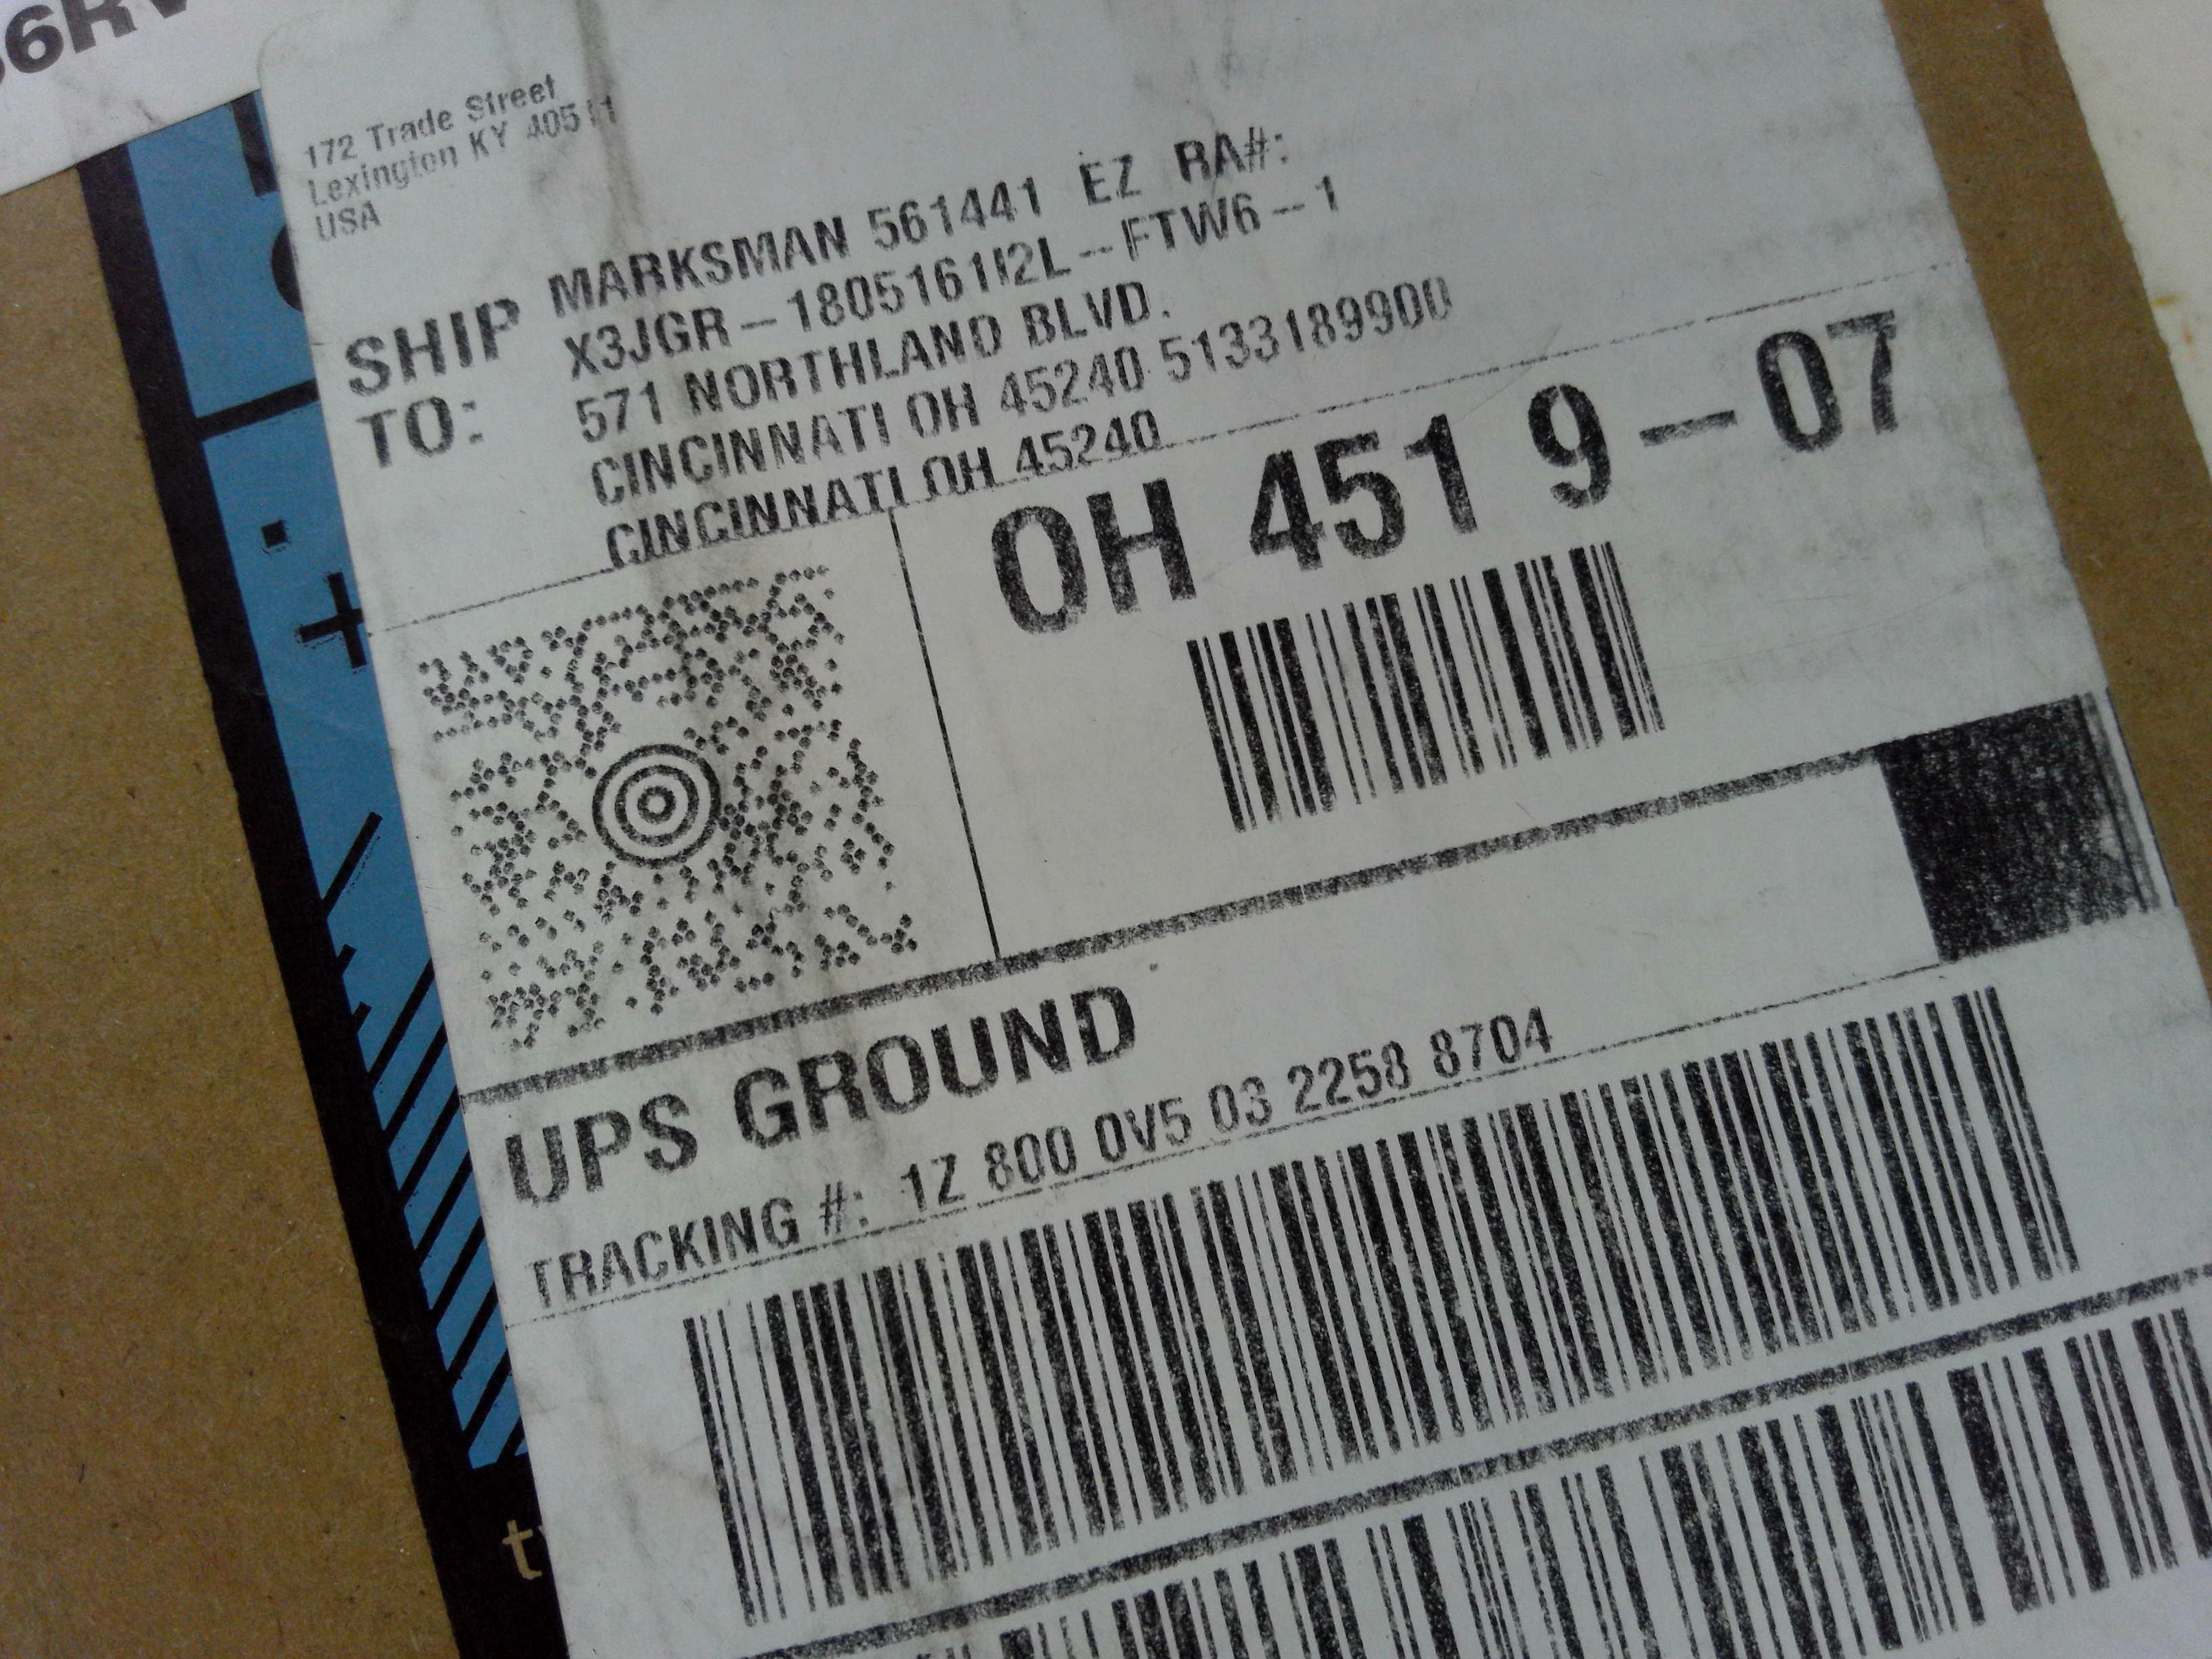 6RV
172 Trade Street
Lexington KY 40511
USA
SHIP TO:
MARKSMAN 561441 EZ RA#:
X3JGR-1805161I2L-FTW6-1
571 NORTHLAND BLVD.
CINCINNATI OH 45240 5133189900
CINCINNATI OH 45240
OH 451 9-07
UPS GROUND
TRACKING #: 1Z 800 0V5 03 2258 8704